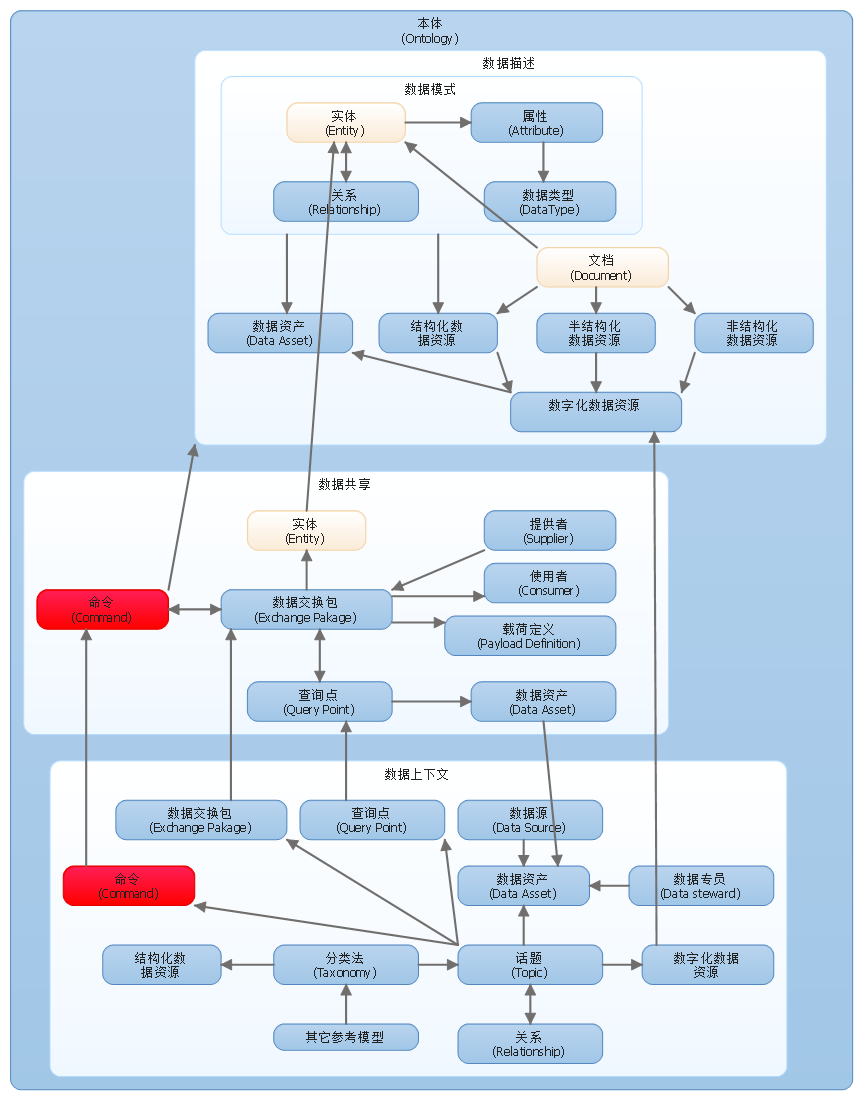 本体
(Ontology)
数据描述
数据模式
实体
(Entity)
属性
(Attribute)
关系
(Relationship)
数据类型
(DataType)
文档
(Document)
数据资产
(Data Asset)
结构化数
据资源
半结构化
数据资源
非结构化
数据资源
数字化数据资源
数据共享
实体
(Entity)
提供者
(Supplier)
使用者
(Consumer)
命令
(Command)
数据交换包
(Exchange Pakage)
载荷定义
(Payload Definition)
查询点
(Query Point)
数据资产
(Data Asset)
数据上下文
数据交换包
(Exchange Pakage)
查询点
(Query Point)
数据源
(Data Source)
命令
(Command)
数据资产
(Data Asset)
数据专员
(Data steward)
结构化数
据资源
分类法
(Taxonomy)
话题
(Topic)
数字化数据
资源
其它参考模型
关系
(Relationship)